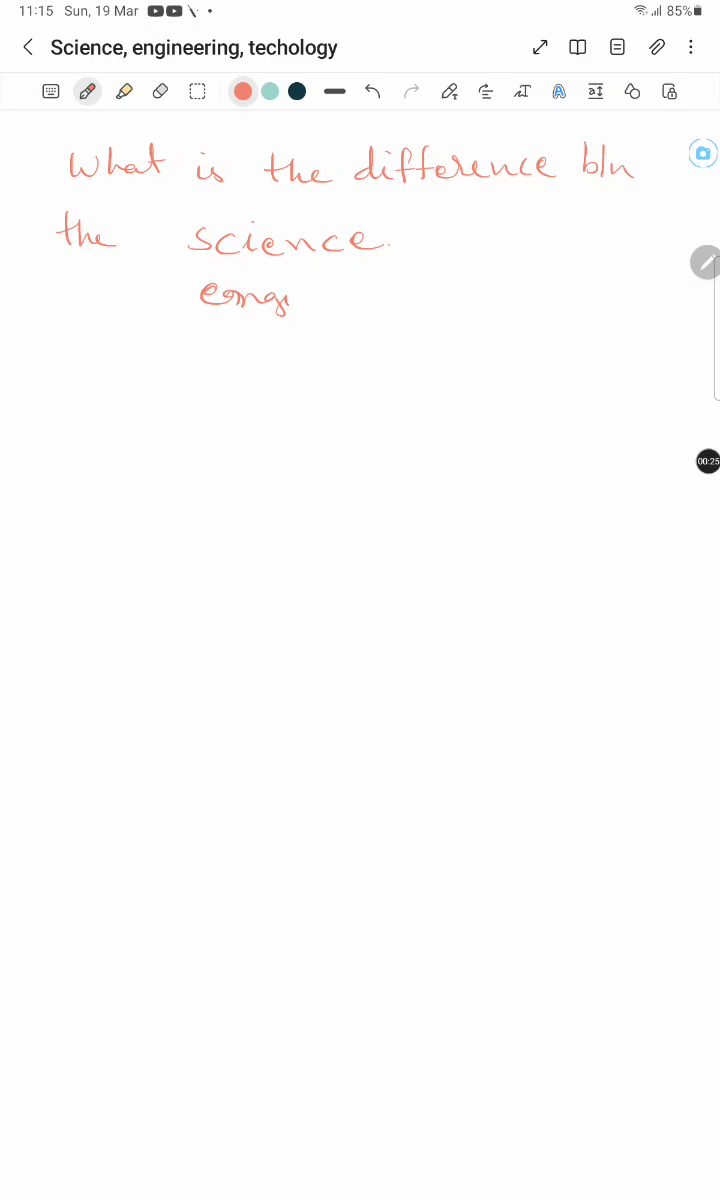 11:15 Sun, 19 Mar 85%
Science, engineering, techology
What is the difference b/n
the science.
engi
00:25